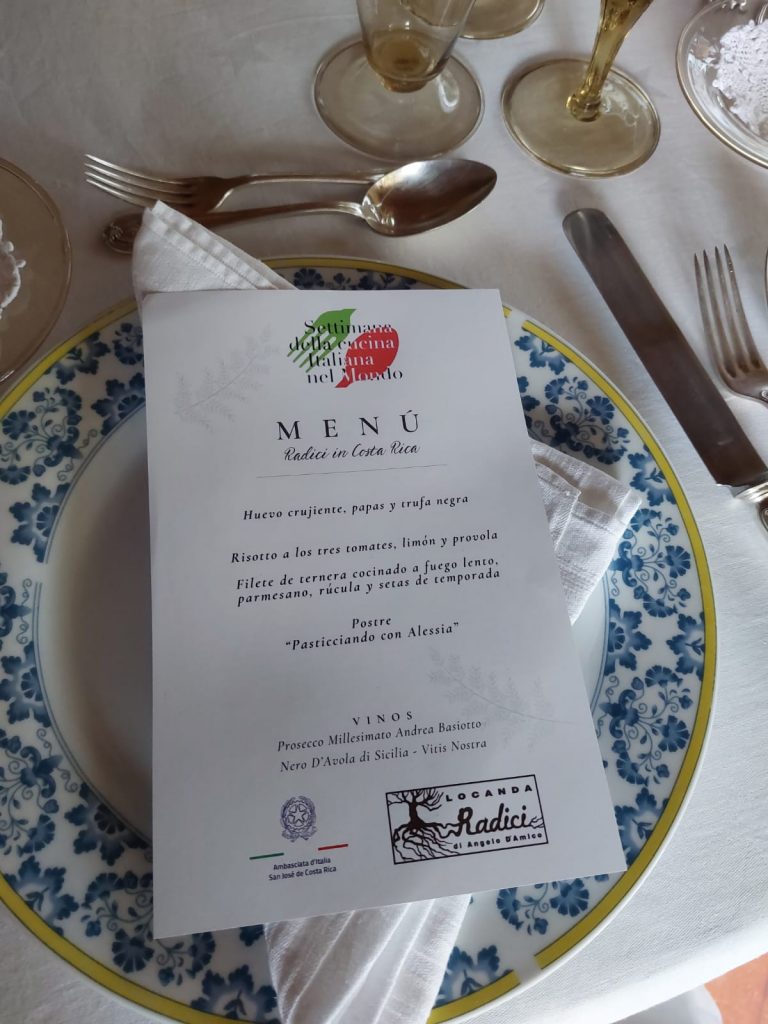 Settimana
della cucina
Italiana
nel Mondo
MENÚ
Radici in Costa Rica
Huevo crujiente, papas y trufa negra
Risotto a los tres tomates, limón y provola
Filete de ternera cocinado a fuego lento,
parmesano, rúcula y setas de temporada
Postre
“Pasticciando con Alessia”
VINOS
Prosecco Millesimato Andrea Basiotto
Nero D'Avola di Sicilia - Vitis Nostra
Ambasciata d'Italia
San José de Costa Rica
LOCANDA
Radici
di Angelo D'Amico